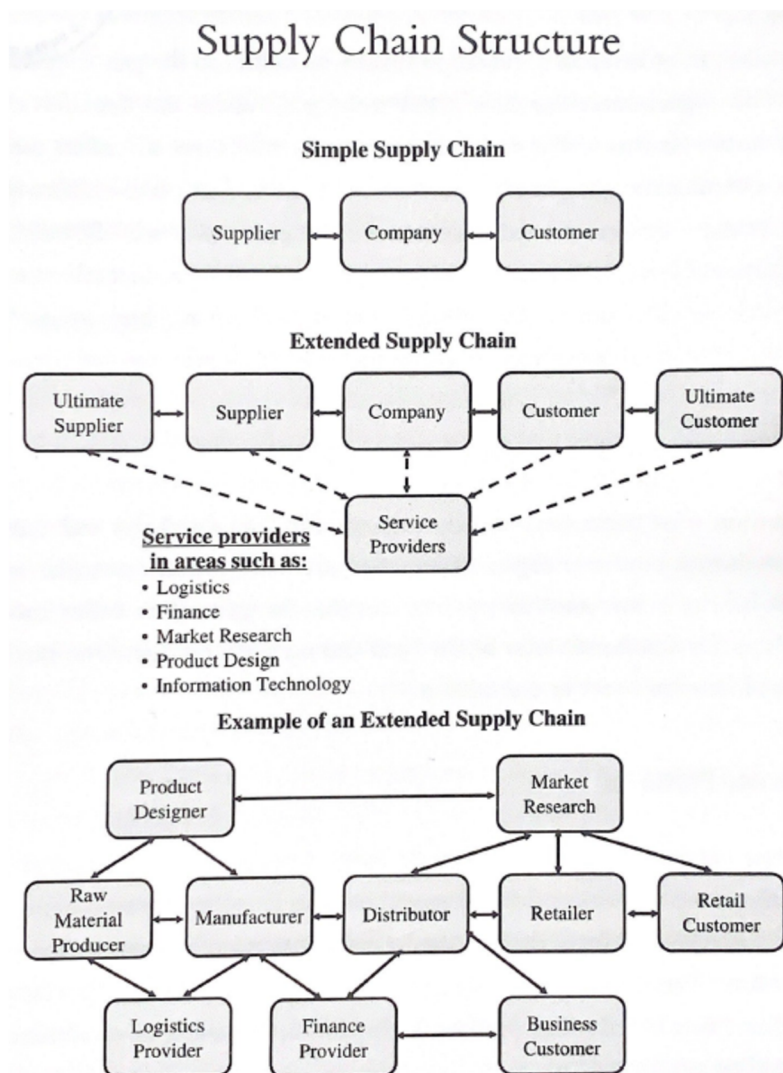 Supply Chain Structure
Simple Supply Chain
Supplier
Company
Customer
Extended Supply Chain
Ultimate
Supplier
Supplier
Company
Customer
Ultimate
Customer
Service
Providers
Service providers
in areas such as:
• Logistics
• Finance
• Market Research
• Product Design
• Information Technology
Example of an Extended Supply Chain
Product
Designer
Market
Research
Raw
Material
Producer
Manufacturer
Distributor
Retailer
Retail
Customer
Logistics
Provider
Finance
Provider
Business
Customer